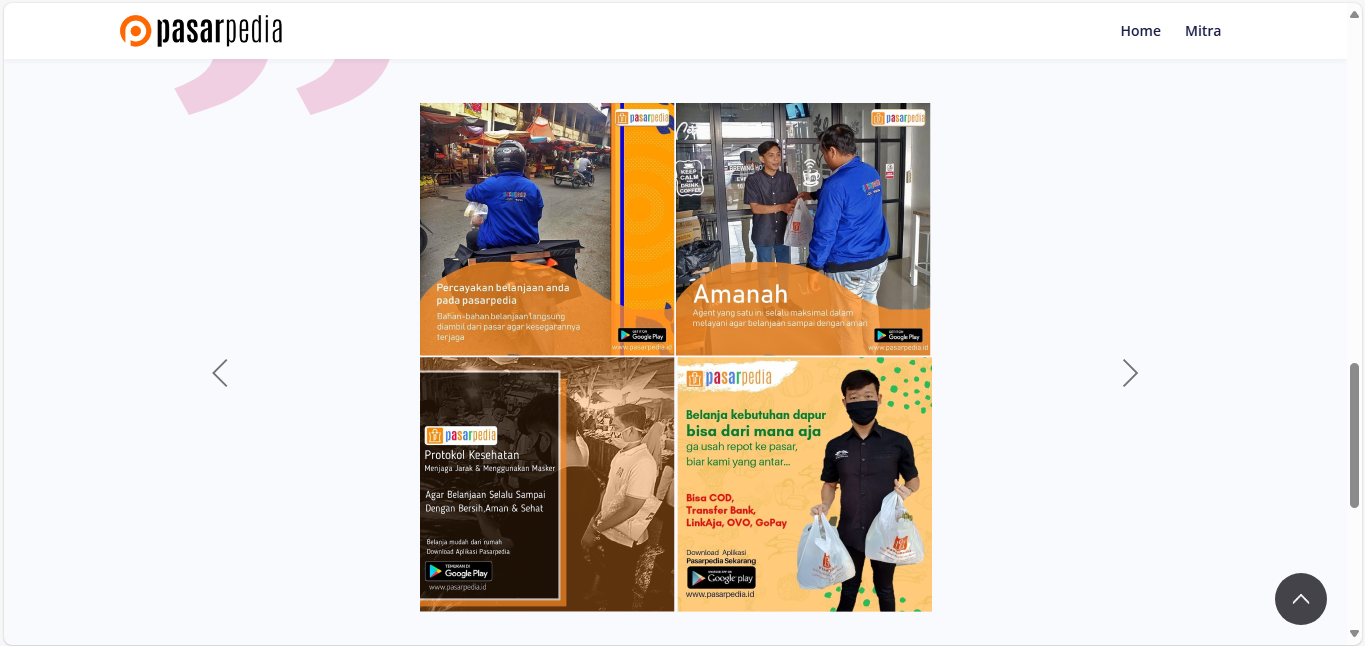 pasarpedia
Home
Mitra
pasarpedia
Percayakan belanjaan anda
pada pasarpedia
Bahan-bahan belanjaan langsung
diambil dari pasar agar kesegarannya
terjaga
GET IT ON
Google Play
www.pasarpedia.id
pasarpedia
KEEP
CALM
AND
DRINK
COFFEE
Amanah
Agent yang satu ini selalu maksimal dalam
melayani agar belanjaan sampai dengan aman
GET IT ON
Google Play
www.pasarpedia.id
pasarpedia
Protokol Kesehatan
Menjaga Jarak & Menggunakan Masker
Agar Belanjaan Selalu Sampai
Dengan Bersih,Aman & Sehat
Belanja mudah dari rumah
Download Aplikasi Pasarpedia
TEMUKAN DI
Google Play
www.pasarpedia.id
pasarpedia
Belanja kebutuhan dapur
bisa dari mana aja
ga usah repot ke pasar,
biar kami yang antar...
Bisa COD,
Transfer Bank,
LinkAja, OVO, GoPay
Download Aplikasi
Pasarpedia Sekarang
Google play
www.pasarpedia.id